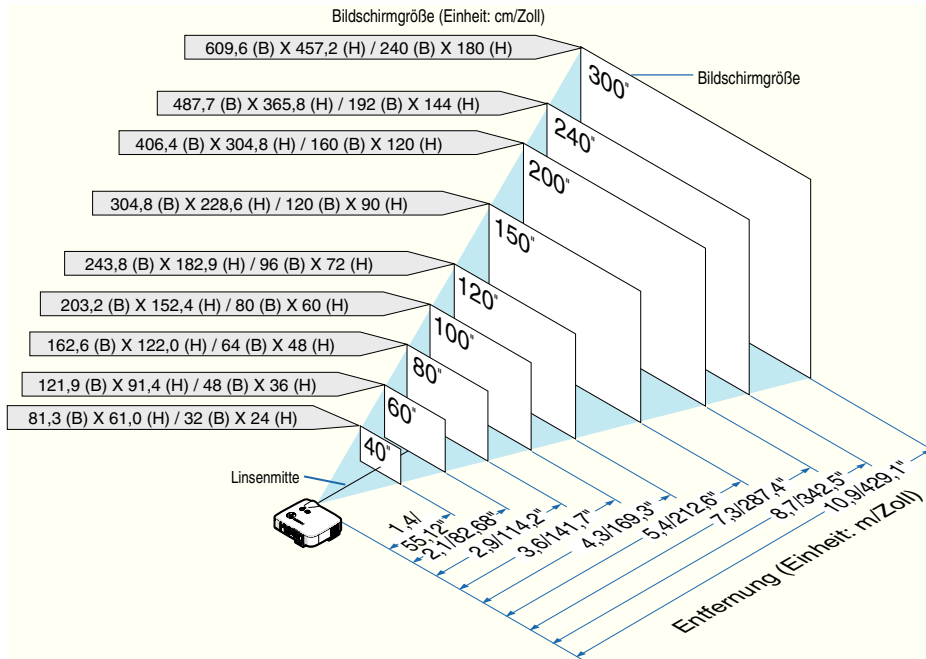 Bildschirmgröße (Einheit: cm/Zoll)
609,6 (B) X 457,2 (H) / 240 (B) X 180 (H)
300"
Bildschirmgröße
487,7 (B) X 365,8 (H) / 192 (B) X 144 (H)
240"
406,4 (B) X 304,8 (H) / 160 (B) X 120 (H)
200"
304,8 (B) X 228,6 (H) / 120 (B) X 90 (H)
150"
243,8 (B) X 182,9 (H) / 96 (B) X 72 (H)
120"
203,2 (B) X 152,4 (H) / 80 (B) X 60 (H)
100"
162,6 (B) X 122,0 (H) / 64 (B) X 48 (H)
80"
121,9 (B) X 91,4 (H) / 48 (B) X 36 (H)
60"
81,3 (B) X 61,0 (H) / 32 (B) X 24 (H)
40"
Linsenmitte
1,4/
55,12"
2,1/82,68"
2,9/114,2"
3,6/141,7"
4,3/169,3"
5,4/212,6"
7,3/287,4"
8,7/342,5"
10,9/429,1"
Entfernung (Einheit: m/Zoll)